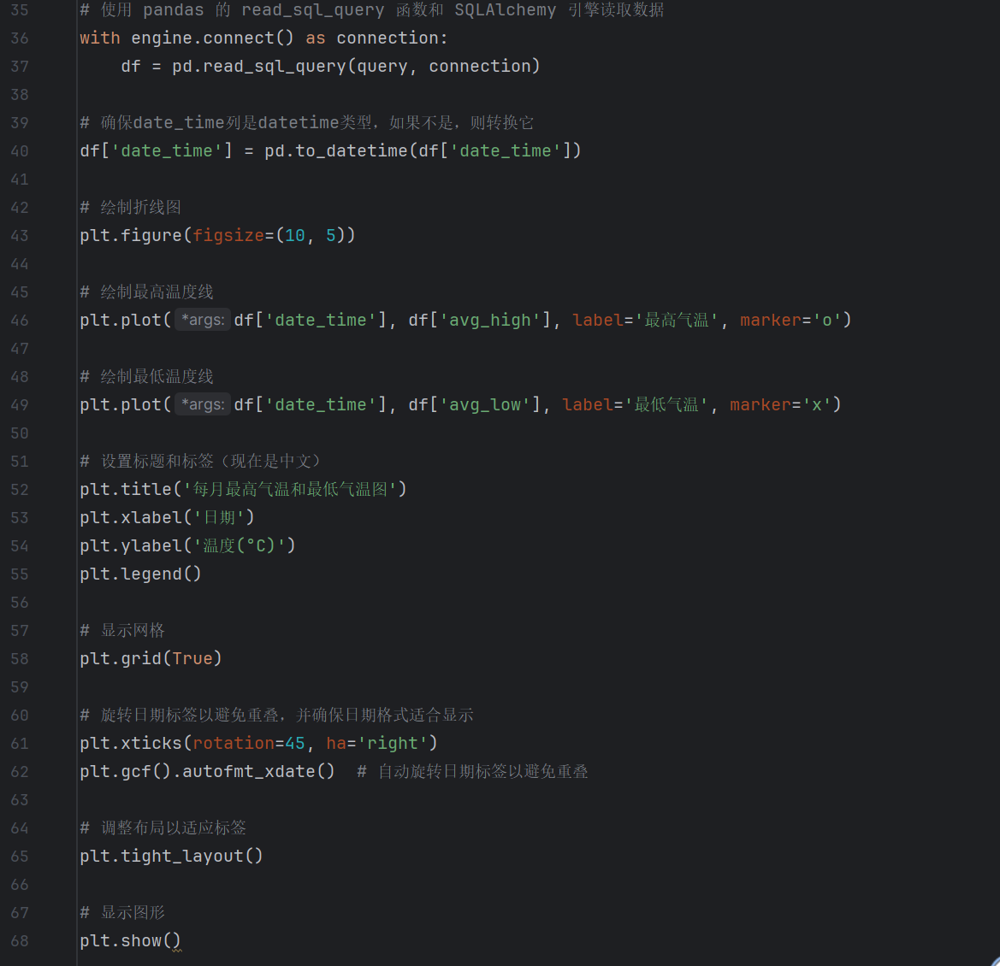 35 # 使用 pandas 的 read_sql_query 函数和 SQLAlchemy 引擎读取数据
36 with engine.connect() as connection:
37     df = pd.read_sql_query(query, connection)
38
39 # 确保date_time列是datetime类型，如果不是，则转换它
40 df['date_time'] = pd.to_datetime(df['date_time'])
41
42 # 绘制折线图
43 plt.figure(figsize=(10, 5))
44
45 # 绘制最高温度线
46 plt.plot( *args: df['date_time'], df['avg_high'], label='最高气温', marker='o')
47
48 # 绘制最低温度线
49 plt.plot( *args: df['date_time'], df['avg_low'], label='最低气温', marker='x')
50
51 # 设置标题和标签（现在是中文）
52 plt.title('每月最高气温和最低气温图')
53 plt.xlabel('日期')
54 plt.ylabel('温度(°C)')
55 plt.legend()
56
57 # 显示网格
58 plt.grid(True)
59
60 # 旋转日期标签以避免重叠，并确保日期格式适合显示
61 plt.xticks(rotation=45, ha='right')
62 plt.gcf().autofmt_xdate()  # 自动旋转日期标签以避免重叠
63
64 # 调整布局以适应标签
65 plt.tight_layout()
66
67 # 显示图形
68 plt.show()